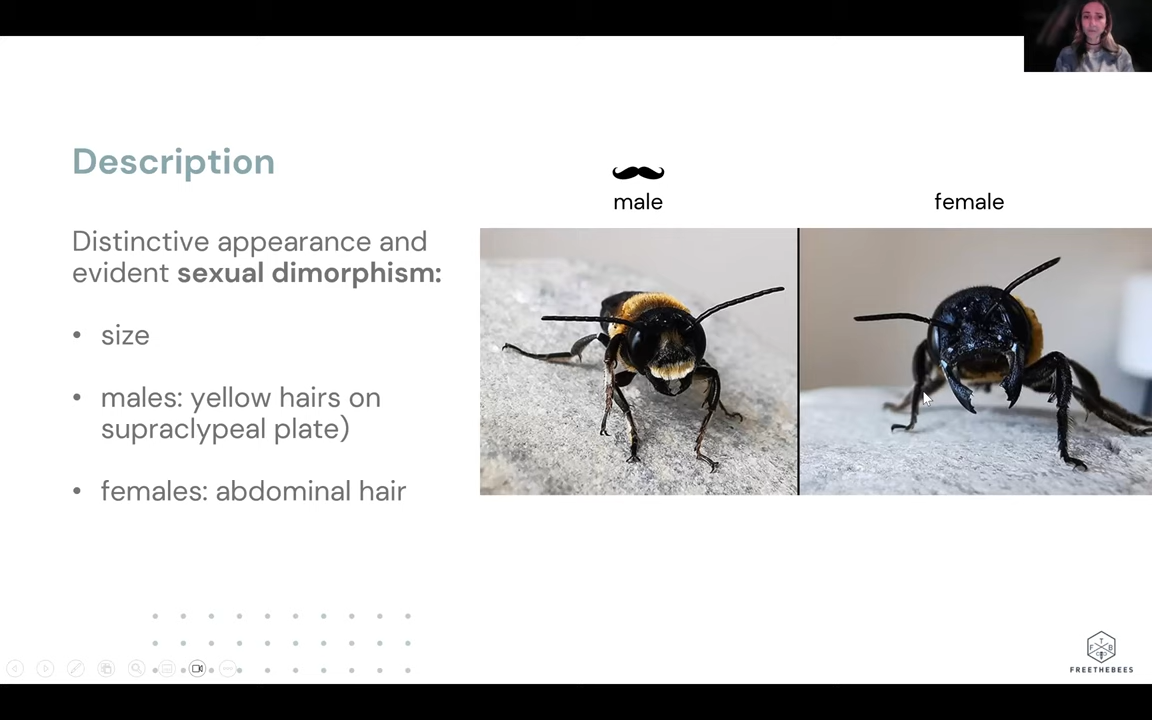 Description
Distinctive appearance and
evident sexual dimorphism:
• size
• males: yellow hairs on
supraclypeal plate)
• females: abdominal hair
male
female
F T B
FREETHEBEES